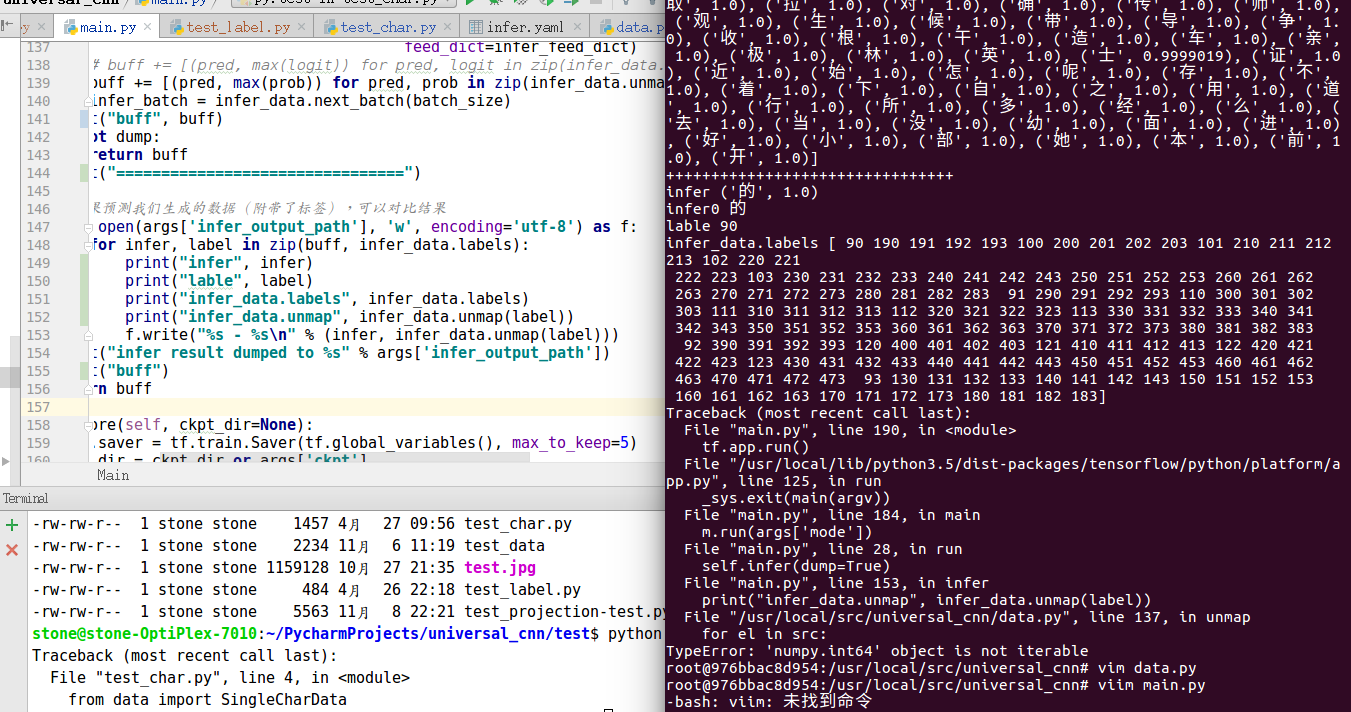 universal_cnn
main.py
py.test in test_char.py
y
main.py
test_label.py
test_char.py
infer.yaml
data.p
137 feed_dict=infer_feed_dict)
138 # buff += [(pred, max(logit)) for pred, logit in zip(infer_data.
139 buff += [(pred, max(prob)) for pred, prob in zip(infer_data.unma
140 infer_batch = infer_data.next_batch(batch_size)
141 t("buff", buff)
142 ot dump:
143 return buff
144 t("================================")
145
146 果预测我们生成的数据（附带了标签），可以对比结果
147 open(args['infer_output_path'], 'w', encoding='utf-8') as f:
148 for infer, label in zip(buff, infer_data.labels):
149 print("infer", infer)
150 print("lable", label)
151 print("infer_data.labels", infer_data.labels)
152 print("infer_data.unmap", infer_data.unmap(label))
153 f.write("%s - %s\n" % (infer, infer_data.unmap(label)))
154 t("infer result dumped to %s" % args['infer_output_path'])
155 t("buff")
156 rn buff
157
158 ore(self, ckpt_dir=None):
159 .saver = tf.train.Saver(tf.global_variables(), max_to_keep=5)
160 dir = ckpt_dir or args['ckpt']
Main
Terminal
-rw-rw-r-- 1 stone stone 1457 4月 27 09:56 test_char.py
-rw-rw-r-- 1 stone stone 2234 11月 6 11:19 test_data
-rw-rw-r-- 1 stone stone 1159128 10月 27 21:35 test.jpg
-rw-rw-r-- 1 stone stone 484 4月 26 22:18 test_label.py
-rw-rw-r-- 1 stone stone 5563 11月 8 22:21 test_projection-test.py
stone@stone-OptiPlex-7010:~/PycharmProjects/universal_cnn/test$ python
Traceback (most recent call last):
File "test_char.py", line 4, in <module>
from data import SingleCharData
取', 1.0), ('拉', 1.0), ('对', 1.0), ('确', 1.0), ('传', 1.0), ('师', 1.0),
('观', 1.0), ('生', 1.0), ('候', 1.0), ('带', 1.0), ('导', 1.0), ('争', 1.
0), ('收', 1.0), ('根', 1.0), ('干', 1.0), ('造', 1.0), ('车', 1.0), ('亲',
1.0), ('极', 1.0), ('林', 1.0), ('英', 1.0), ('士', 0.9999019), ('证', 1.0
), ('近', 1.0), ('始', 1.0), ('怎', 1.0), ('呢', 1.0), ('存', 1.0), ('不',
1.0), ('着', 1.0), ('下', 1.0), ('自', 1.0), ('之', 1.0), ('用', 1.0), ('道
', 1.0), ('行', 1.0), ('所', 1.0), ('多', 1.0), ('经', 1.0), ('么', 1.0), (
'去', 1.0), ('当', 1.0), ('没', 1.0), ('幼', 1.0), ('面', 1.0), ('进', 1.0)
, ('好', 1.0), ('小', 1.0), ('部', 1.0), ('她', 1.0), ('本', 1.0), ('前', 1
.0), ('开', 1.0)]
++++++++++++++++++++++++++++++++
infer ('的', 1.0)
infer0 的
lable 90
infer_data.labels [ 90 190 191 192 193 100 200 201 202 203 101 210 211 212
213 102 220 221
222 223 103 230 231 232 233 240 241 242 243 250 251 252 253 260 261 262
263 270 271 272 273 280 281 282 283 91 290 291 292 293 110 300 301 302
303 111 310 311 312 313 112 320 321 322 323 113 330 331 332 333 340 341
342 343 350 351 352 353 360 361 362 363 370 371 372 373 380 381 382 383
92 390 391 392 393 120 400 401 402 403 121 410 411 412 413 122 420 421
422 423 123 430 431 432 433 440 441 442 443 450 451 452 453 460 461 462
463 470 471 472 473 93 130 131 132 133 140 141 142 143 150 151 152 153
160 161 162 163 170 171 172 173 180 181 182 183]
Traceback (most recent call last):
File "main.py", line 190, in <module>
tf.app.run()
File "/usr/local/lib/python3.5/dist-packages/tensorflow/python/platform/a
pp.py", line 125, in run
_sys.exit(main(argv))
File "main.py", line 184, in main
m.run(args['mode'])
File "main.py", line 28, in run
self.infer(dump=True)
File "main.py", line 153, in infer
print("infer_data.unmap", infer_data.unmap(label))
File "/usr/local/src/universal_cnn/data.py", line 137, in unmap
for el in src:
TypeError: 'numpy.int64' object is not iterable
root@976bbac8d954:/usr/local/src/universal_cnn# vim data.py
root@976bbac8d954:/usr/local/src/universal_cnn# viim main.py
-bash: viim: 未找到命令